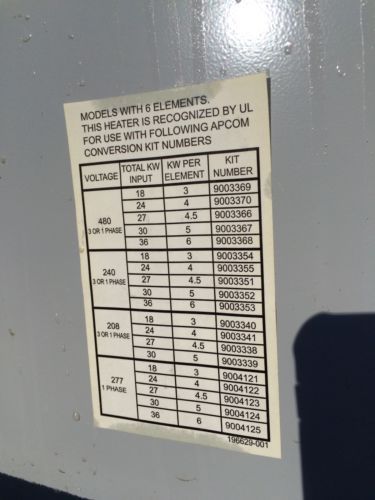 MODELS WITH 6 ELEMENTS.
THIS HEATER IS RECOGNIZED BY UL
FOR USE WITH FOLLOWING APCOM
CONVERSION KIT NUMBERS
VOLTAGE TOTAL KW INPUT KW PER ELEMENT KIT NUMBER
480 3 OR 1 PHASE
18 3 9003369
24 4 9003370
27 4.5 9003366
30 5 9003367
36 6 9003368
240 3 OR 1 PHASE
18 3 9003354
24 4 9003355
27 4.5 9003351
30 5 9003352
36 6 9003353
208 3 OR 1 PHASE
18 3 9003340
24 4 9003341
27 4.5 9003338
30 5 9003339
277 1 PHASE
18 3 9004121
24 4 9004122
27 4.5 9004123
30 5 9004124
36 6 9004125
196629-001